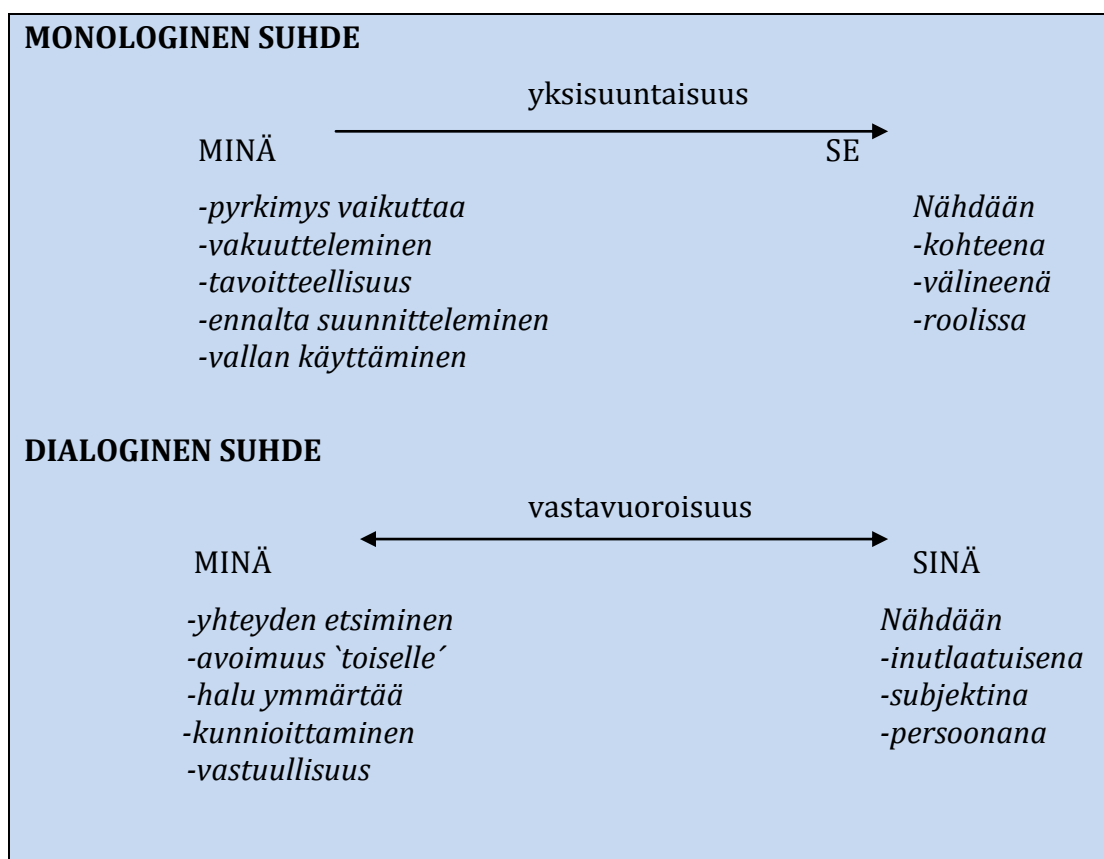 MONOLOGINEN SUHDE
yksisuuntaisuus
MINÄ SE
-pyrkimys vaikuttaa Nähdään
-vakuutteleminen -kohteena
-tavoitteellisuus -välineenä
-ennalta suunnitteleminen -roolissa
-vallan käyttäminen
DIALOGINEN SUHDE
vastavuoroisuus
MINÄ SINÄ
-yhteyden etsiminen Nähdään
-avoimuus `toiselle´ -inutlaatuisena
-halu ymmärtää -subjektina
-kunnioittaminen -persoonana
-vastuullisuus